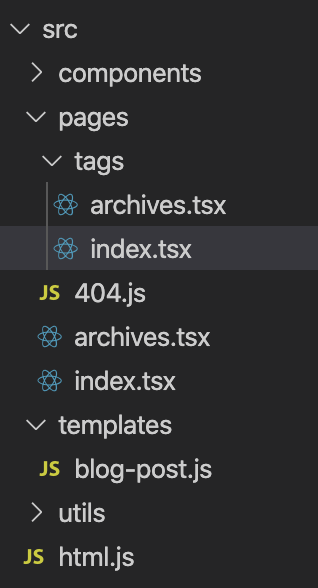 src
components
pages
tags
archives.tsx
index.tsx
JS 404.js
archives.tsx
index.tsx
templates
JS blog-post.js
utils
JS html.js